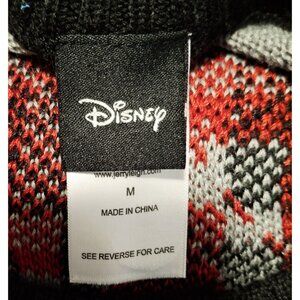 Disney
www.jerryleigh.com
M
MADE IN CHINA
SEE REVERSE FOR CARE